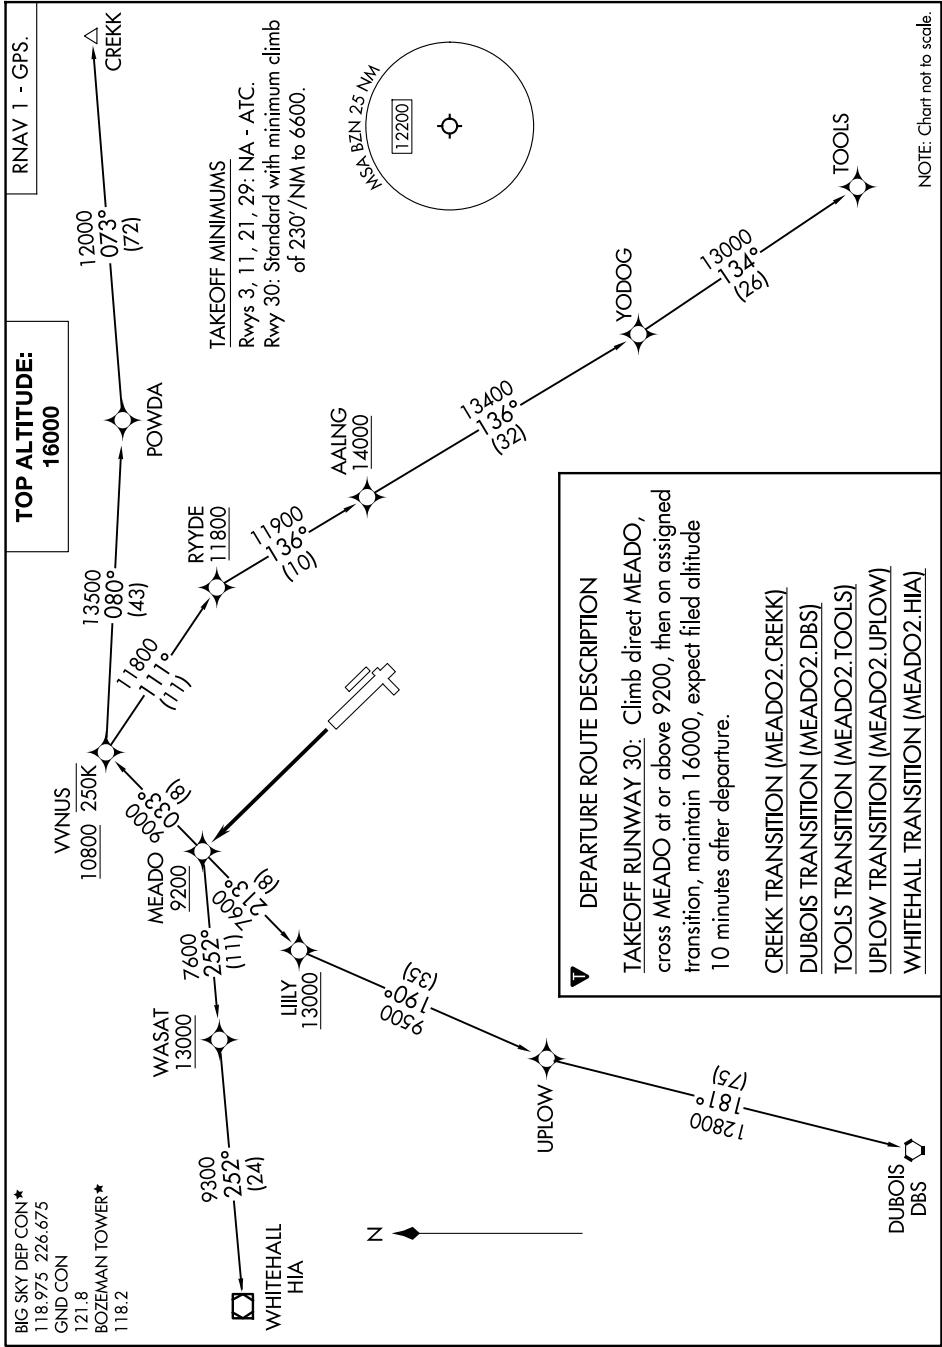 BIG SKY DEP CON★
118.975 226.675
GND CON
121.8
BOZEMAN TOWER★
118.2
TOP ALTITUDE:
16000
RNAV 1 - GPS.
VVNUS
10800 250K
13500
080°
(43)
POWDA
12000
073°
(72)
CREKK
11800
111°
(11)
RYYDE
11800
11900
136°
(10)
AALNG
14000
13400
136°
(32)
YODOG
13000
134°
(26)
TOOLS
9000
033°
(8)
MEADO
9200
7600
252°
(11)
WASAT
13000
9300
252°
(24)
WHITEHALL
HIA
7600
213°
(8)
LIILY
13000
9500
190°
(35)
UPLOW
12800
181°
(75)
DUBOIS
DBS
N
TAKEOFF MINIMUMS
Rwys 3, 11, 21, 29: NA - ATC.
Rwy 30: Standard with minimum climb
of 230'/NM to 6600.
MSA BZN 25 NM
12200
T
DEPARTURE ROUTE DESCRIPTION
TAKEOFF RUNWAY 30: Climb direct MEADO,
cross MEADO at or above 9200, then on assigned
transition, maintain 16000, expect filed altitude
10 minutes after departure.
CREKK TRANSITION (MEADO2.CREKK)
DUBOIS TRANSITION (MEADO2.DBS)
TOOLS TRANSITION (MEADO2.TOOLS)
UPLOW TRANSITION (MEADO2.UPLOW)
WHITEHALL TRANSITION (MEADO2.HIA)
NOTE: Chart not to scale.